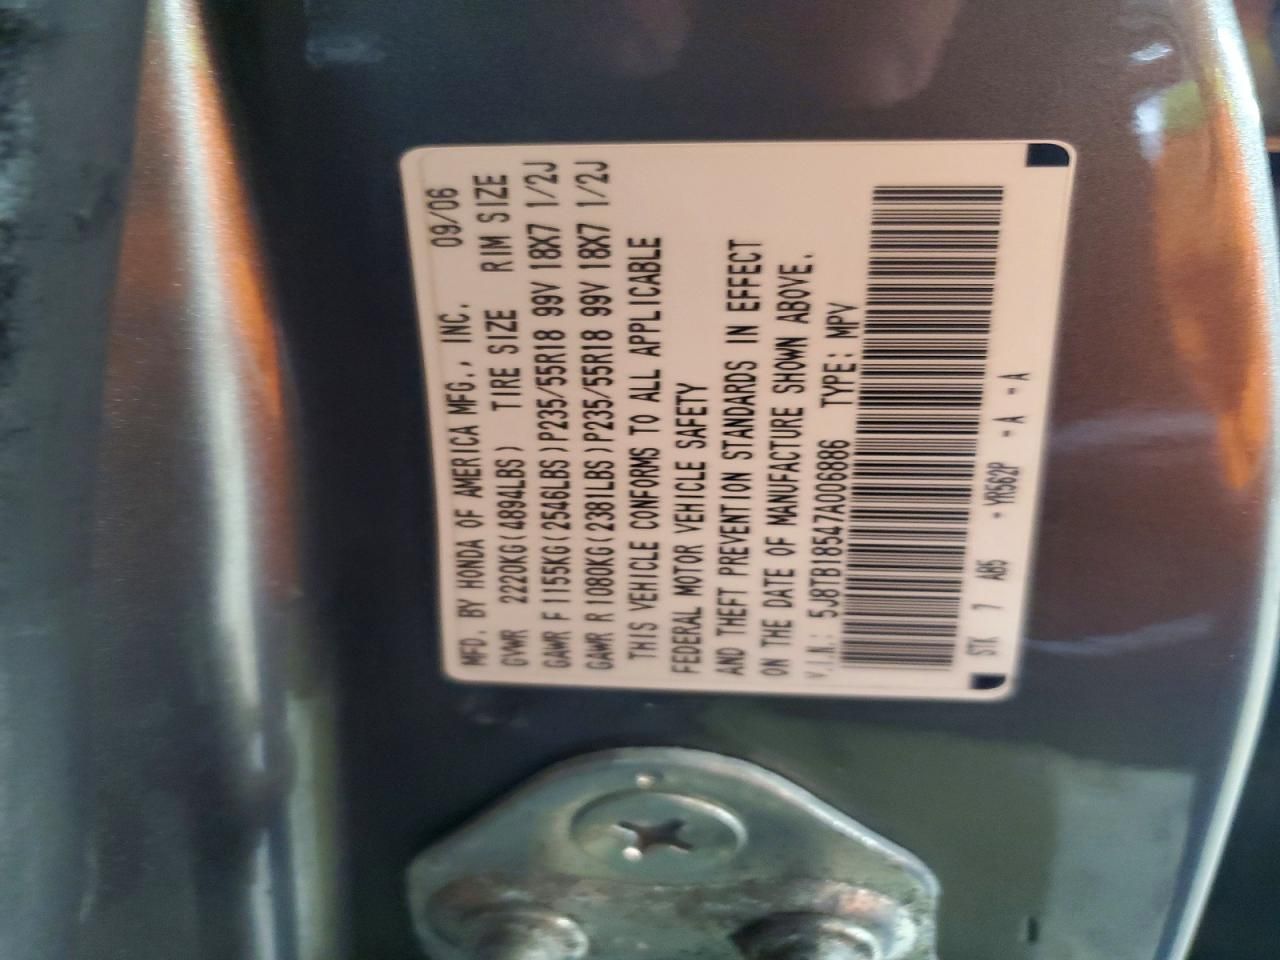 MFD. BY HONDA OF AMERICA MFG., INC. 09/06
GVWR 2220KG(4894LBS) TIRE SIZE RIM SIZE
GAWR F 1155KG(2546LBS)P235/55R18 99V 18X7 1/2J
GAWR R 1080KG(2381LBS)P235/55R18 99V 18X7 1/2J
THIS VEHICLE CONFORMS TO ALL APPLICABLE
FEDERAL MOTOR VEHICLE SAFETY
AND THEFT PREVENTION STANDARDS IN EFFECT
ON THE DATE OF MANUFACTURE SHOWN ABOVE.
V.I.N.: 5J8TB18547A006886 TYPE: MPV
STK 7 AB5 -YR562P -A -A